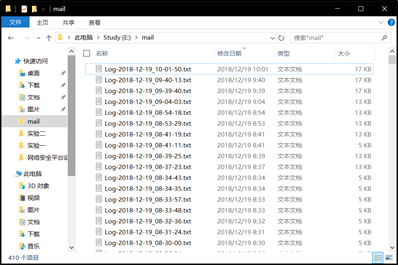 mail
文件 主页 共享 查看
此电脑 Study (E:) mail
搜索"mail"
名称 修改日期 类型 大小
快速访问
桌面
下载
文档
图片
mail
实验二
实验一
网络安全平台设
此电脑
3D 对象
视频
图片
文档
下载
音乐
Log-2018-12-19_10-01-50.txt 2018/12/19 10:01 文本文档 17 KB
Log-2018-12-19_09-40-13.txt 2018/12/19 9:40 文本文档 17 KB
Log-2018-12-19_09-39-40.txt 2018/12/19 9:39 文本文档 17 KB
Log-2018-12-19_09-04-03.txt 2018/12/19 9:04 文本文档 13 KB
Log-2018-12-19_08-54-18.txt 2018/12/19 8:54 文本文档 13 KB
Log-2018-12-19_08-53-29.txt 2018/12/19 8:53 文本文档 13 KB
Log-2018-12-19_08-41-19.txt 2018/12/19 8:41 文本文档 13 KB
Log-2018-12-19_08-41-11.txt 2018/12/19 8:41 文本文档 5 KB
Log-2018-12-19_08-39-25.txt 2018/12/19 8:39 文本文档 13 KB
Log-2018-12-19_08-37-23.txt 2018/12/19 8:37 文本文档 5 KB
Log-2018-12-19_08-34-43.txt 2018/12/19 8:34 文本文档 5 KB
Log-2018-12-19_08-34-35.txt 2018/12/19 8:34 文本文档 5 KB
Log-2018-12-19_08-33-57.txt 2018/12/19 8:33 文本文档 5 KB
Log-2018-12-19_08-33-48.txt 2018/12/19 8:33 文本文档 5 KB
Log-2018-12-19_08-32-36.txt 2018/12/19 8:32 文本文档 5 KB
Log-2018-12-19_08-31-24.txt 2018/12/19 8:31 文本文档 5 KB
Log-2018-12-19_08-30-00.txt 2018/12/19 8:30 文本文档 5 KB
410 个项目